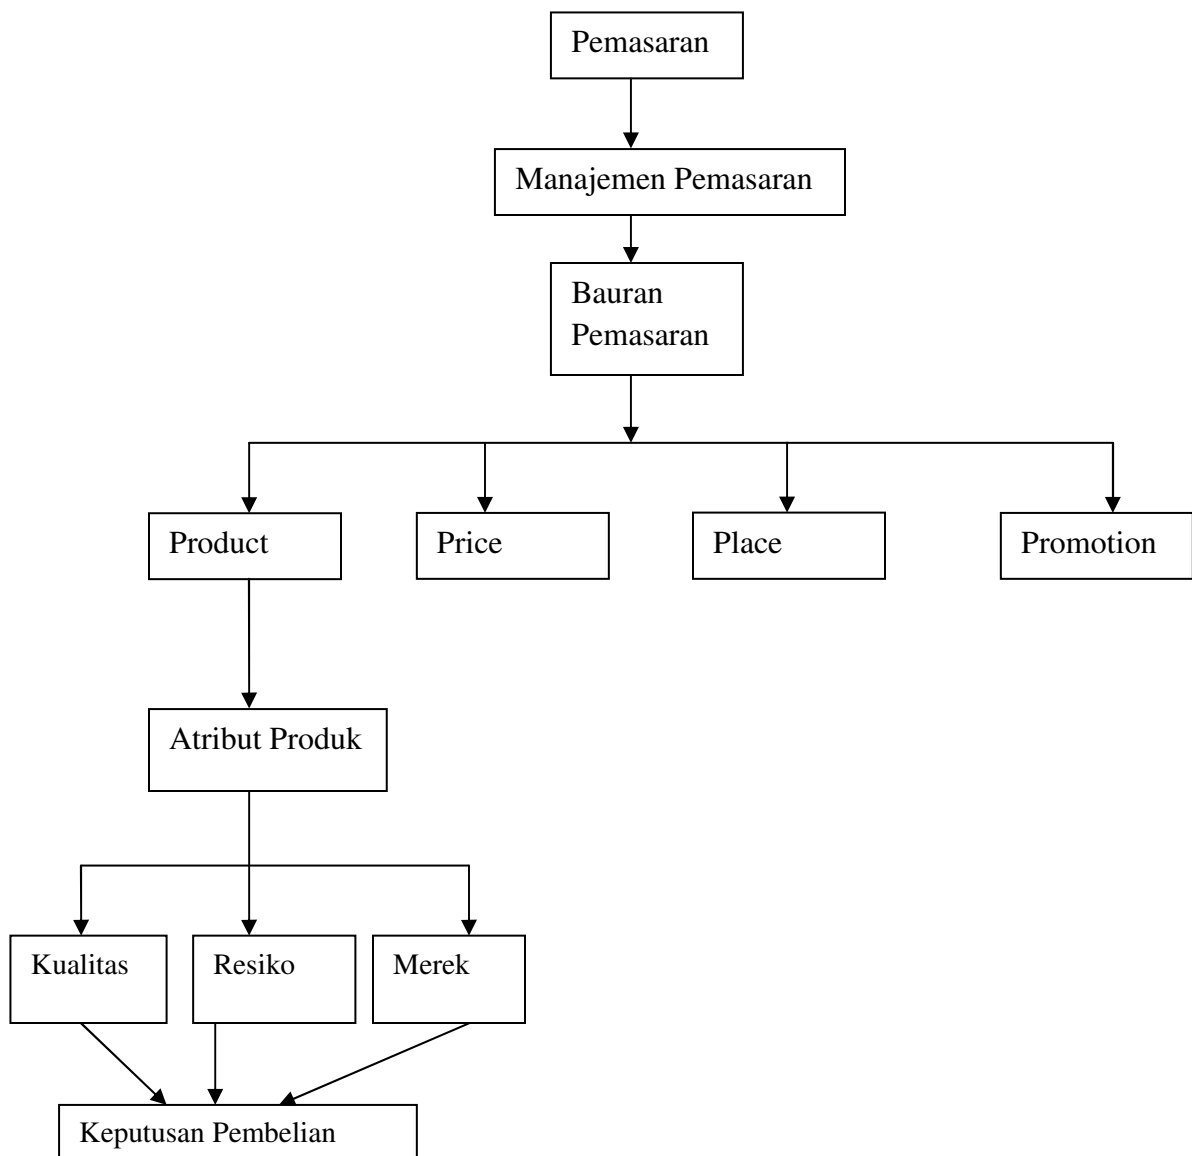 Pemasaran
Manajemen Pemasaran
Bauran
Pemasaran
Product
Price
Place
Promotion
Atribut Produk
Kualitas
Resiko
Merek
Keputusan Pembelian